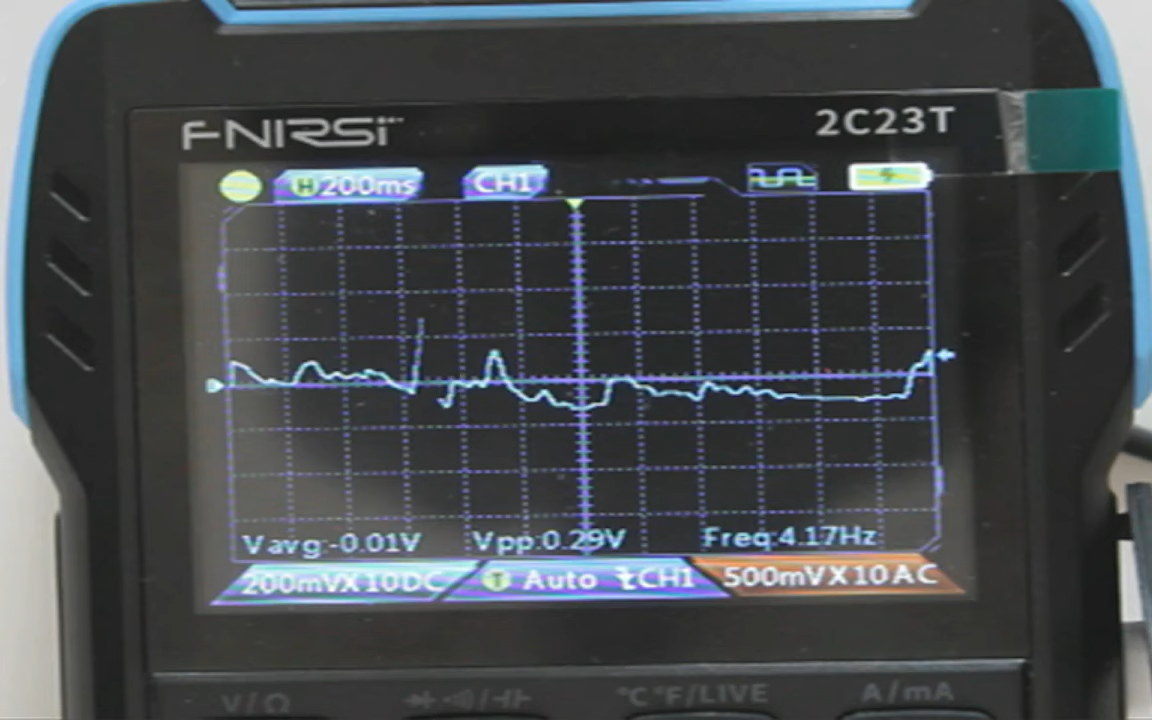 FNIRSI 2C23T
H 200ms CH1
Vavg:-0.01V Vpp:0.29V Freq:4.17Hz
200mVX10DC T Auto CH1 500mVX10AC
V/Ω °C°F/LIVE A/mA